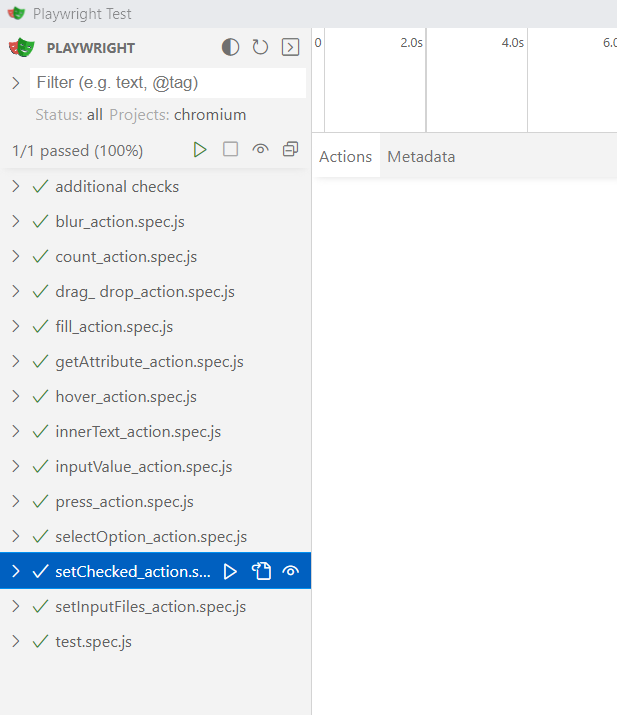 Playwright Test
PLAYWRIGHT
Filter (e.g. text, @tag)
Status: all Projects: chromium
1/1 passed (100%)
additional checks
blur_action.spec.js
count_action.spec.js
drag_ drop_action.spec.js
fill_action.spec.js
getAttribute_action.spec.js
hover_action.spec.js
innerText_action.spec.js
inputValue_action.spec.js
press_action.spec.js
selectOption_action.spec.js
setChecked_action.s...
setInputFiles_action.spec.js
test.spec.js
0 2.0s 4.0s 6.0
Actions Metadata